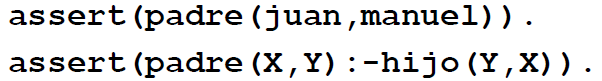 assert(padre(juan,manuel)).
assert(padre(X,Y):-hijo(Y,X)).